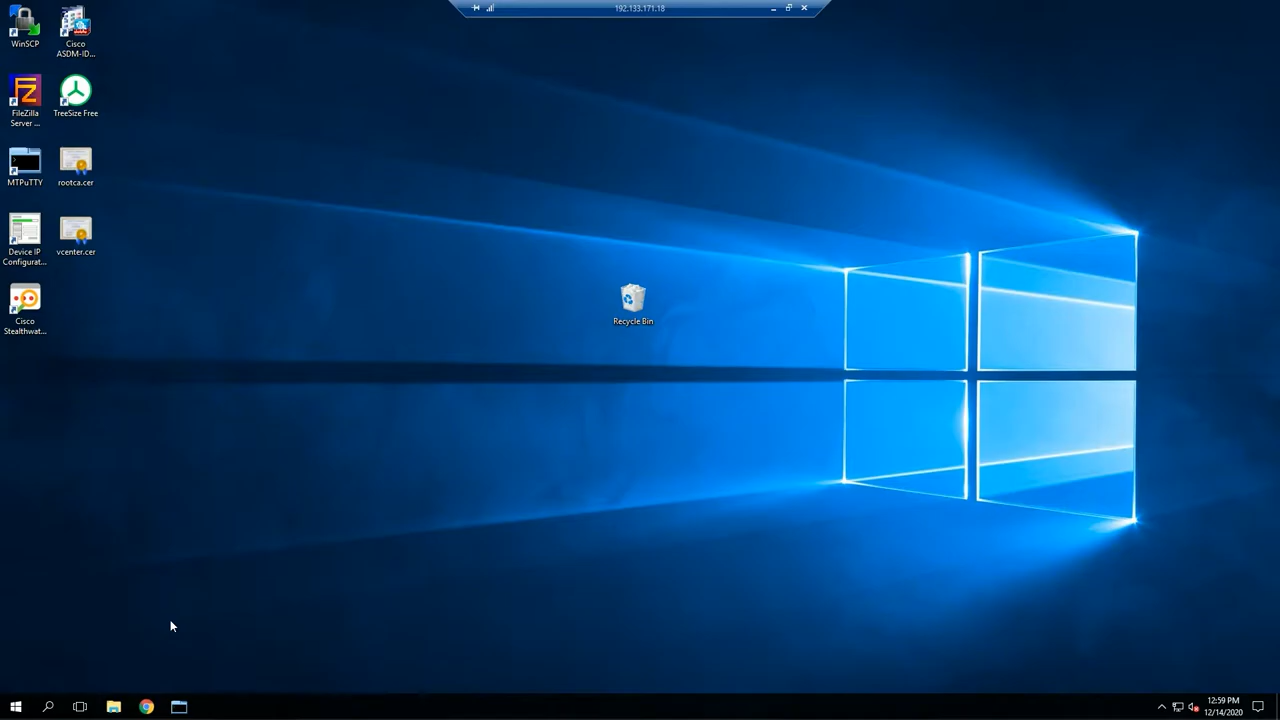 192.133.171.18
WinSCP
Cisco
ASDM-ID...
FileZilla
Server ...
TreeSize Free
MTPuTTY
rootca.cer
Device IP
Configurat...
vcenter.cer
Cisco
Stealthwat...
Recycle Bin
12:59 PM
12/14/2020